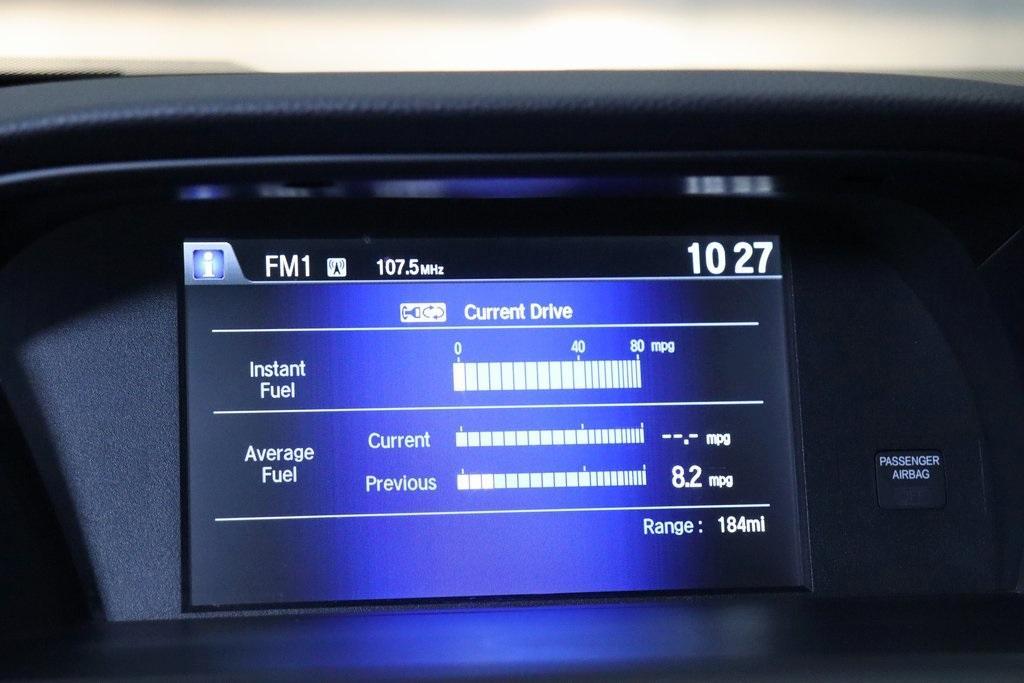 i FM1 107.5MHz 10 27
Current Drive
0 40 80 mpg
Instant
Fuel
Average
Fuel
Current --.- mpg
Previous 8.2 mpg
Range : 184mi
PASSENGER
AIRBAG